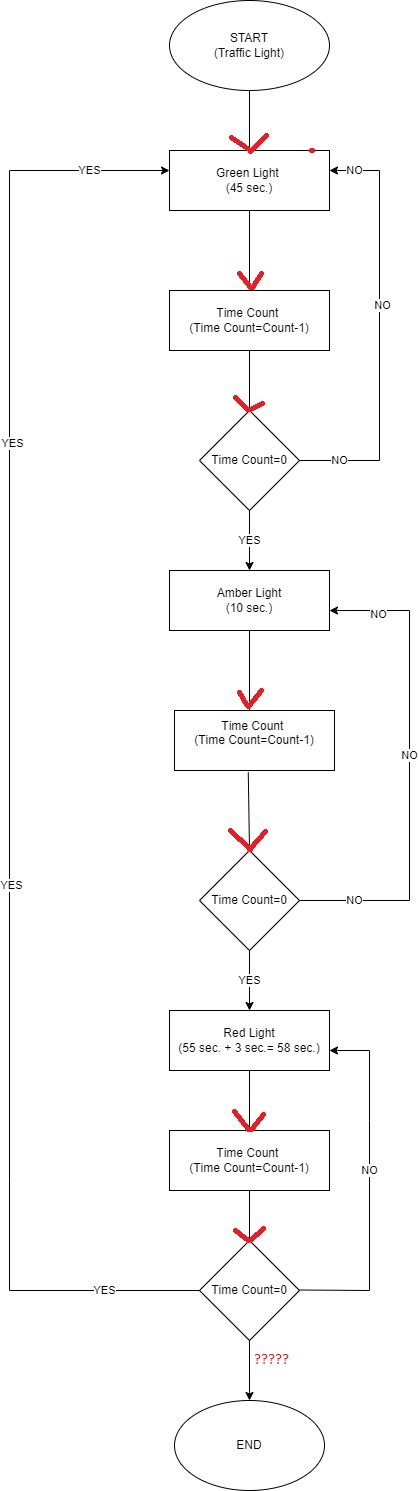 START
(Traffic Light)
YES
Green Light
(45 sec.)
NO
NO
Time Count
(Time Count=Count-1)
YES
Time Count=0
NO
YES
Amber Light
(10 sec.)
NO
Time Count
(Time Count=Count-1)
NO
YES
Time Count=0
NO
YES
Red Light
(55 sec. + 3 sec.= 58 sec.)
Time Count
(Time Count=Count-1)
NO
YES
Time Count=0
?????
END